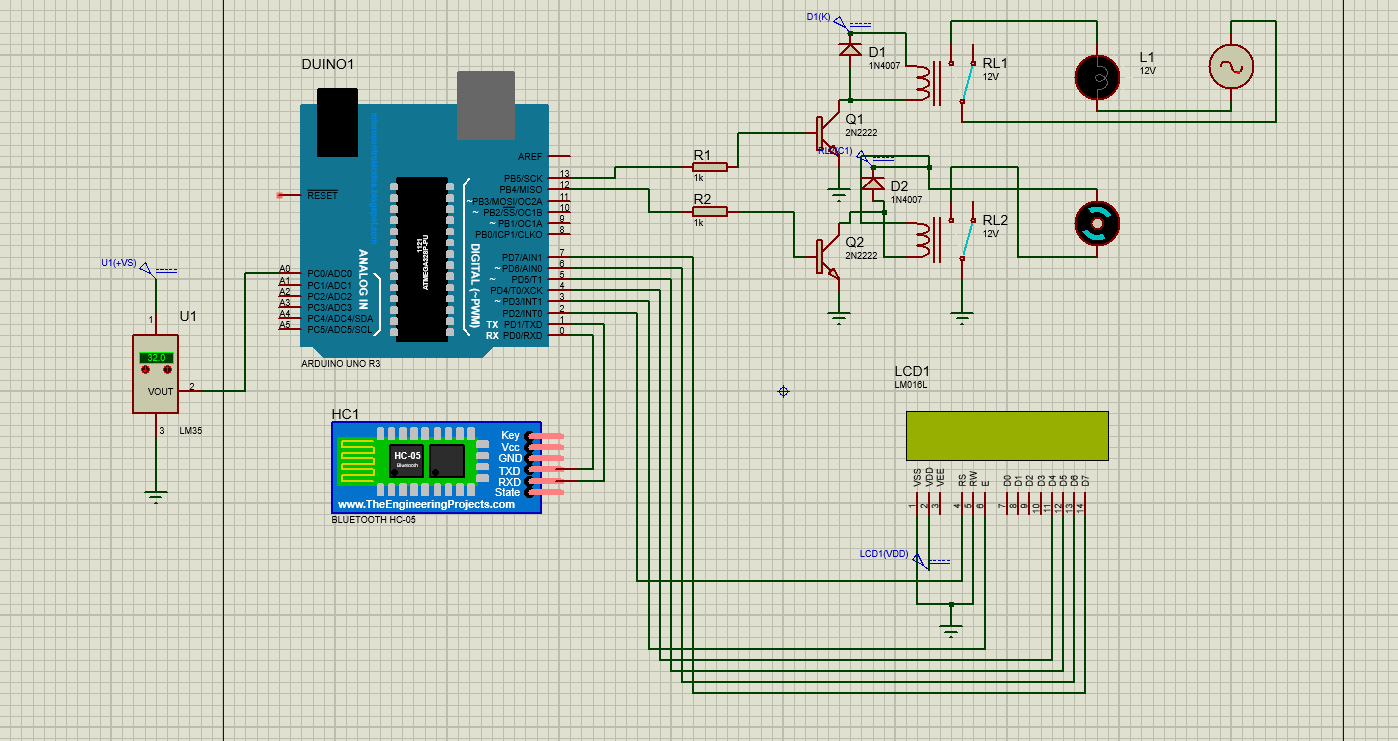 D1(K)
D1
1N4007
RL1
12V
L1
12V
DUINO1
Q1
2N2222
AREF
RESET
PB5/SCK 13
PB4/MISO 12
~PB3/MOSI/OC2A 11
~ PB2/SS/OC1B 10
~ PB1/OC1A 9
PB0/ICP1/CLKO 8
PD7/AIN1 7
~ PD6/AIN0 6
~ PD5/T1 5
PD4/T0/XCK 4
~ PD3/INT1 3
PD2/INT0 2
TX PD1/TXD 1
RX PD0/RXD 0
DIGITAL (~PWM)
ANALOG IN
1121
ATMEGA328P-PU
A0 PC0/ADC0
A1 PC1/ADC1
A2 PC2/ADC2
A3 PC3/ADC3
A4 PC4/ADC4/SDA
A5 PC5/ADC5/SCL
ARDUINO UNO R3
R1
1k
R2
1k
D2
1N4007
RL2
12V
Q2
2N2222
U1(+VS)
1
U1
32.0
VOUT
2
3
LM35
HC1
Key
Vcc
GND
TXD
RXD
State
HC-05
Bluetooth
www.TheEngineeringProjects.com
BLUETOOTH HC-05
LCD1
LM016L
VSS
VDD
VEE
RS
RW
E
D0
D1
D2
D3
D4
D5
D6
D7
1
2
3
4
5
6
7
8
9
10
11
12
13
14
LCD1(VDD)